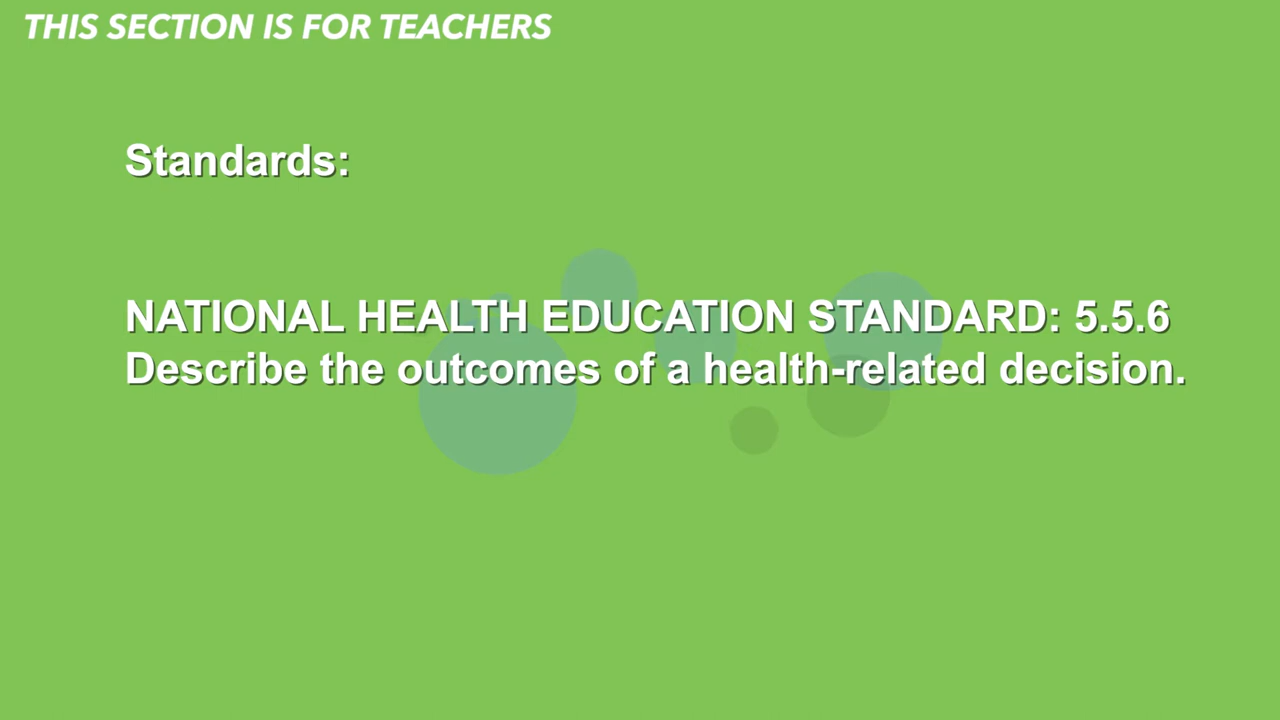 THIS SECTION IS FOR TEACHERS
Standards:
NATIONAL HEALTH EDUCATION STANDARD: 5.5.6
Describe the outcomes of a health-related decision.